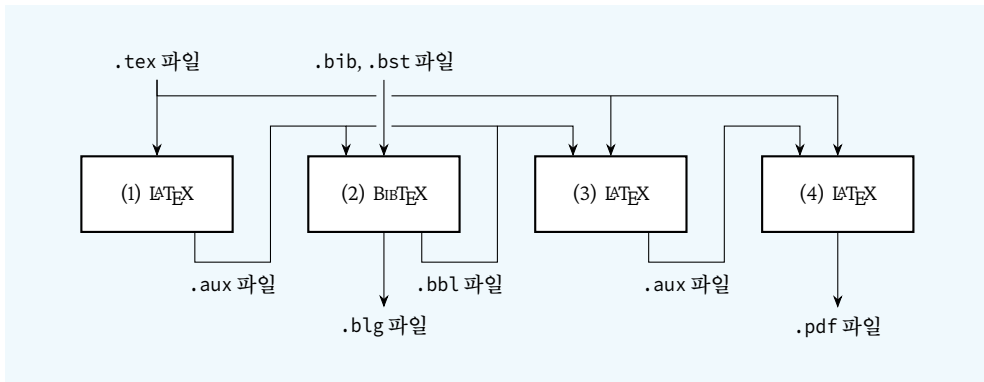 .tex 파일
.bib, .bst 파일
(1) LATEX
(2) BIBTEX
(3) LATEX
(4) LATEX
.aux 파일
.bbl 파일
.aux 파일
.blg 파일
.pdf 파일